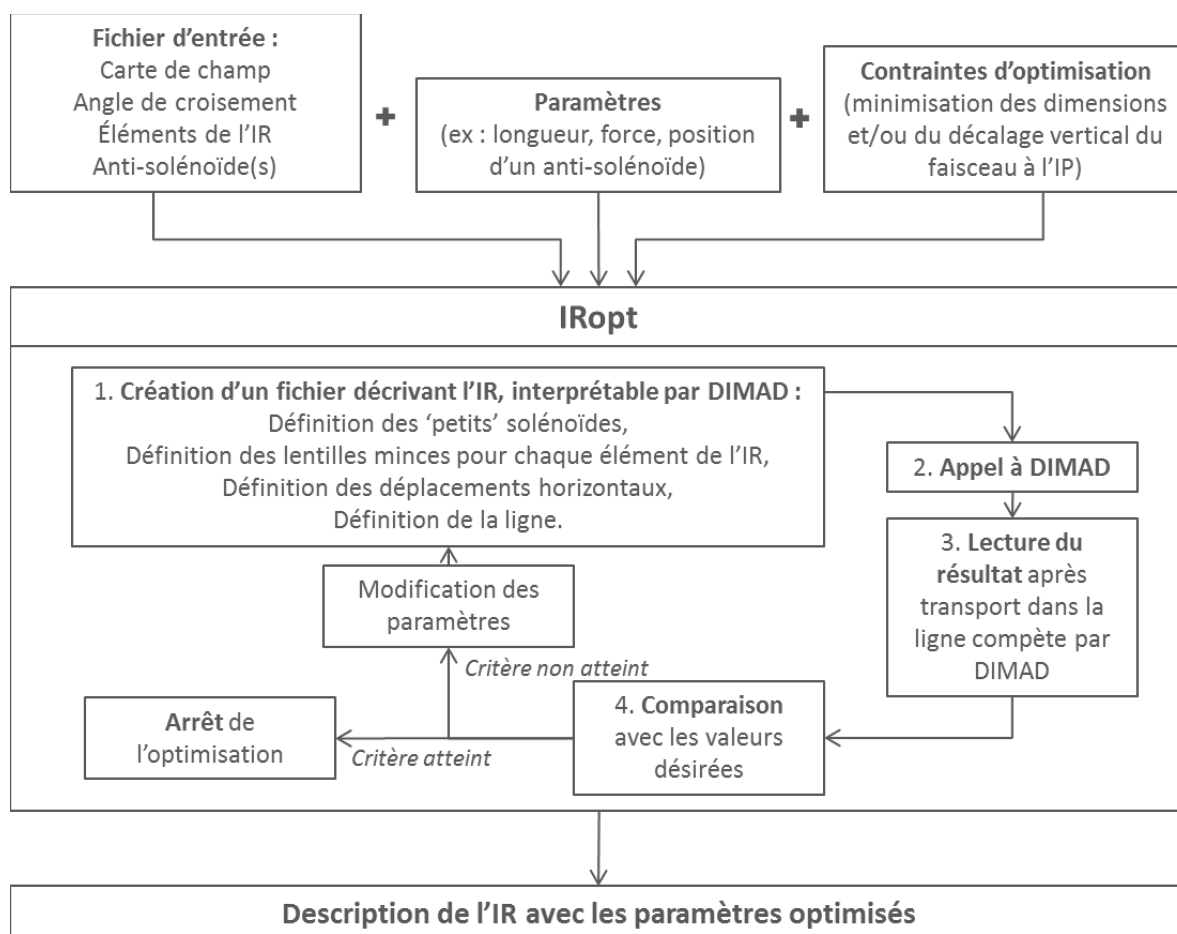 Fichier d'entrée :
Carte de champ
Angle de croisement
Éléments de l'IR
Anti-solénoïde(s)
+
Paramètres
(ex : longueur, force, position
d'un anti-solénoïde)
+
Contraintes d'optimisation
(minimisation des dimensions
et/ou du décalage vertical du
faisceau à l'IP)
IRopt
1. Création d'un fichier décrivant l'IR, interprétable par DIMAD :
Définition des 'petits' solénoïdes,
Définition des lentilles minces pour chaque élément de l'IR,
Définition des déplacements horizontaux,
Définition de la ligne.
2. Appel à DIMAD
3. Lecture du
résultat après
transport dans la
ligne compète par
DIMAD
Modification des
paramètres
Critère non atteint
4. Comparaison
avec les valeurs
désirées
Arrêt de
l'optimisation
Critère atteint
Description de l'IR avec les paramètres optimisés